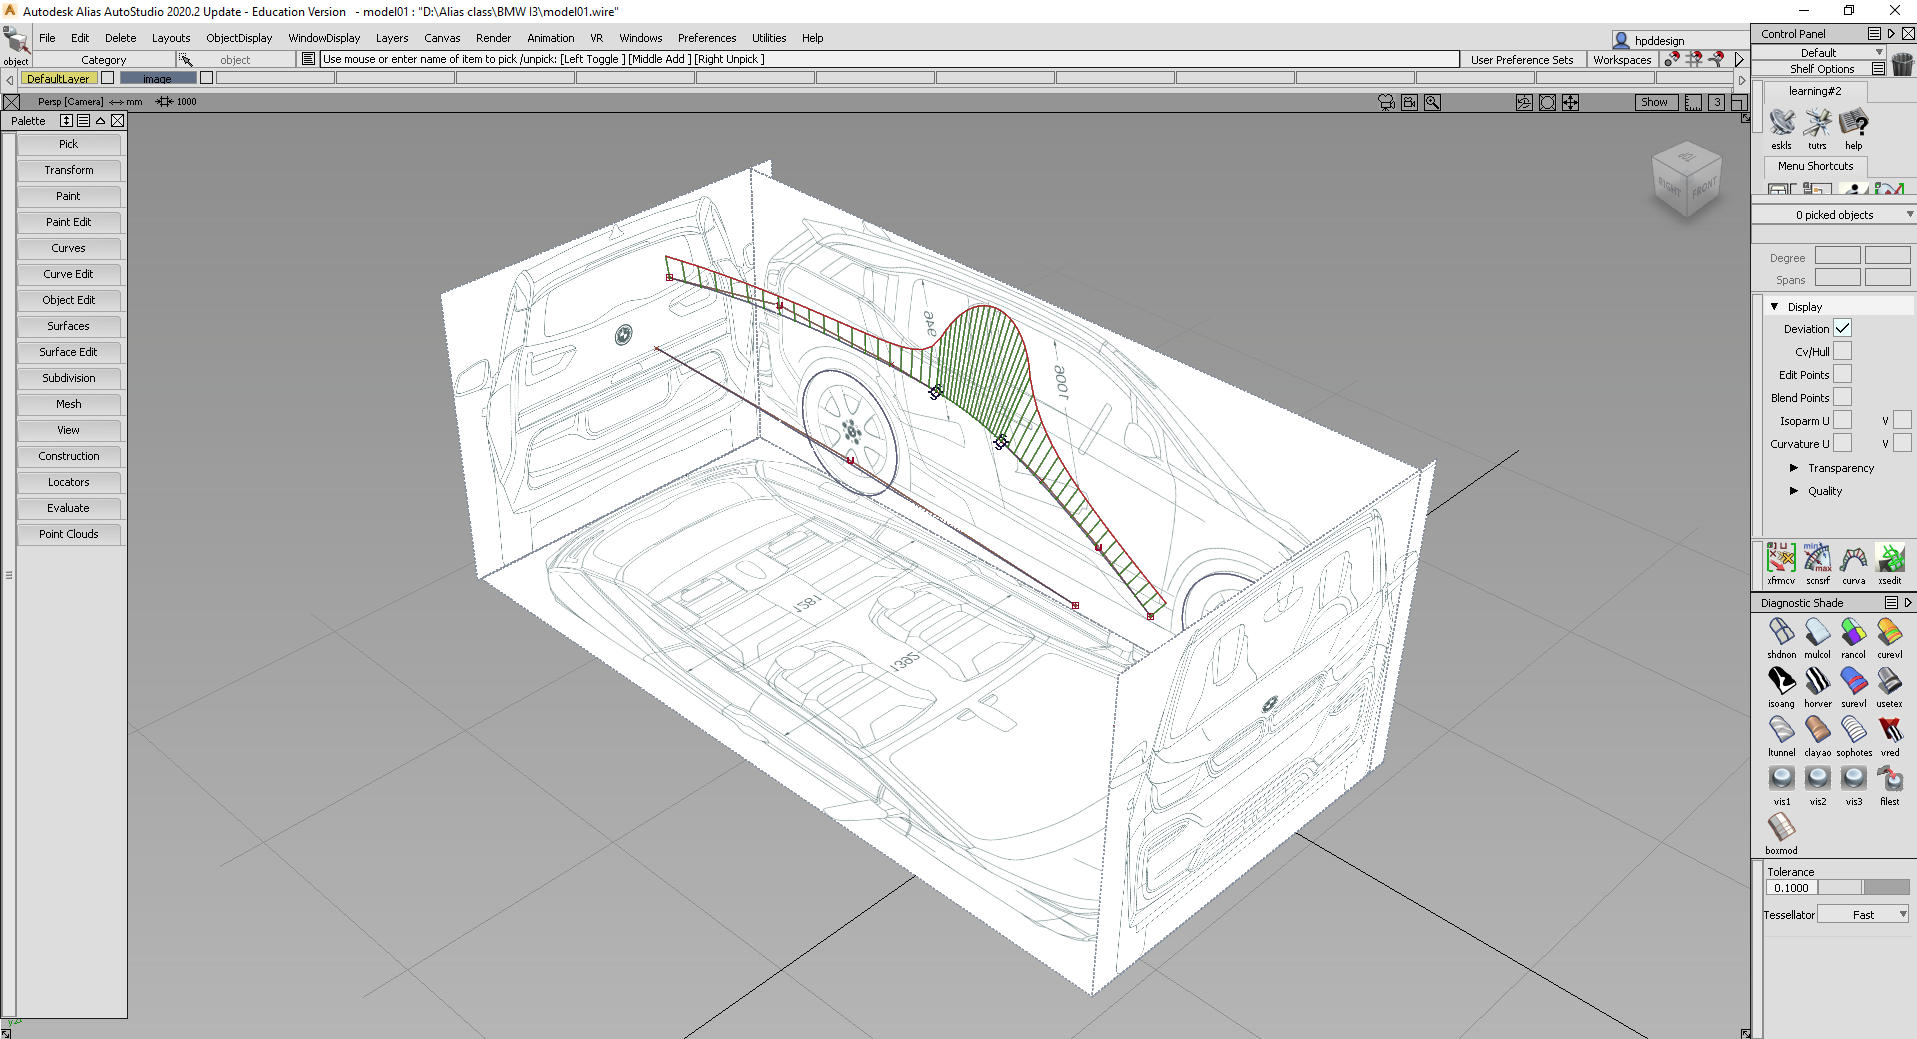 Autodesk Alias AutoStudio 2020.2 Update - Education Version - model01 : "D:\Alias class\BMW I3\model01.wire"
File Edit Delete Layouts ObjectDisplay WindowDisplay Layers Canvas Render Animation VR Windows Preferences Utilities Help
hpddesign
object
Category
object
Use mouse or enter name of item to pick /unpick: [Left Toggle ] [Middle Add ] [Right Unpick ]
User Preference Sets
Workspaces
DefaultLayer
image
Persp [Camera] mm 1000
Show
3
Palette
Pick
Transform
Paint
Paint Edit
Curves
Curve Edit
Object Edit
Surfaces
Surface Edit
Subdivision
Mesh
View
Construction
Locators
Evaluate
Point Clouds
TOP
RIGHT
FRONT
946
1006
1281
1362
Control Panel
Default
Shelf Options
learning#2
eskls tutrs help
Menu Shortcuts
0 picked objects
Degree
Spans
Display
Deviation
Cv/Hull
Edit Points
Blend Points
Isoparm U V
Curvature U V
Transparency
Quality
min
max
xfrmcv scnsrf curva xsedit
Diagnostic Shade
shdnon mulcol rancol curevl
isoang horver surevl usetex
ltunnel clayao sophotes vred
vis1 vis2 vis3 filest
boxmod
Tolerance
0.1000
Tessellator Fast